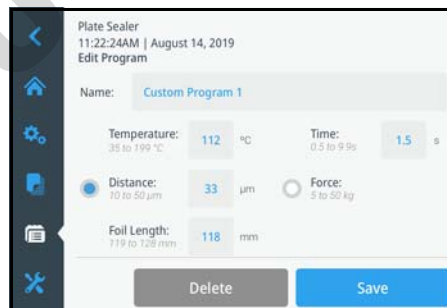 Plate Sealer
11:22:24AM | August 14, 2019
Edit Program
Name: Custom Program 1
Temperature: 112 °C Time: 1.5 s
35 to 199 °C 0.5 to 9.9s
Distance: 33 µm Force:
10 to 50 µm 5 to 50 kg
Foil Length: 118 mm
119 to 128 mm
Delete Save